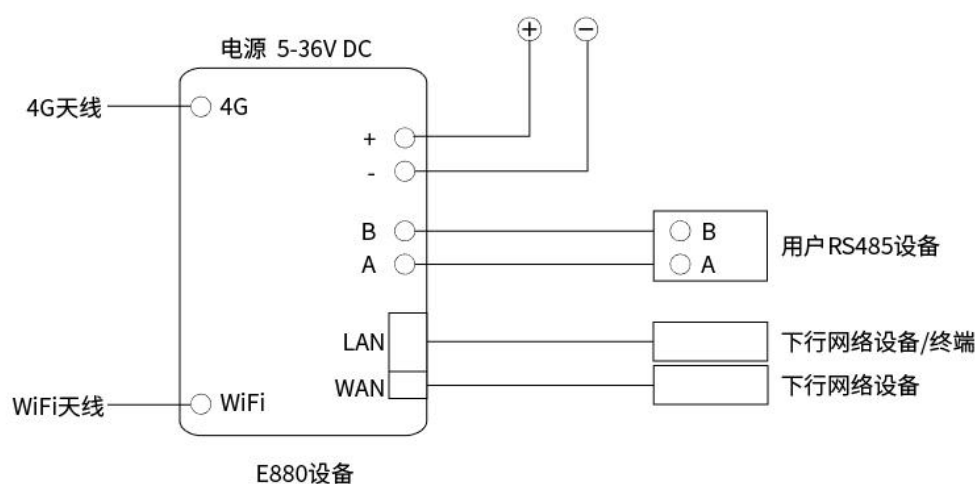 电源 5-36V DC
4G天线
4G
+
-
+
-
B
A
B
A
用户RS485设备
LAN
下行网络设备/终端
WAN
下行网络设备
WiFi天线
WiFi
E880设备